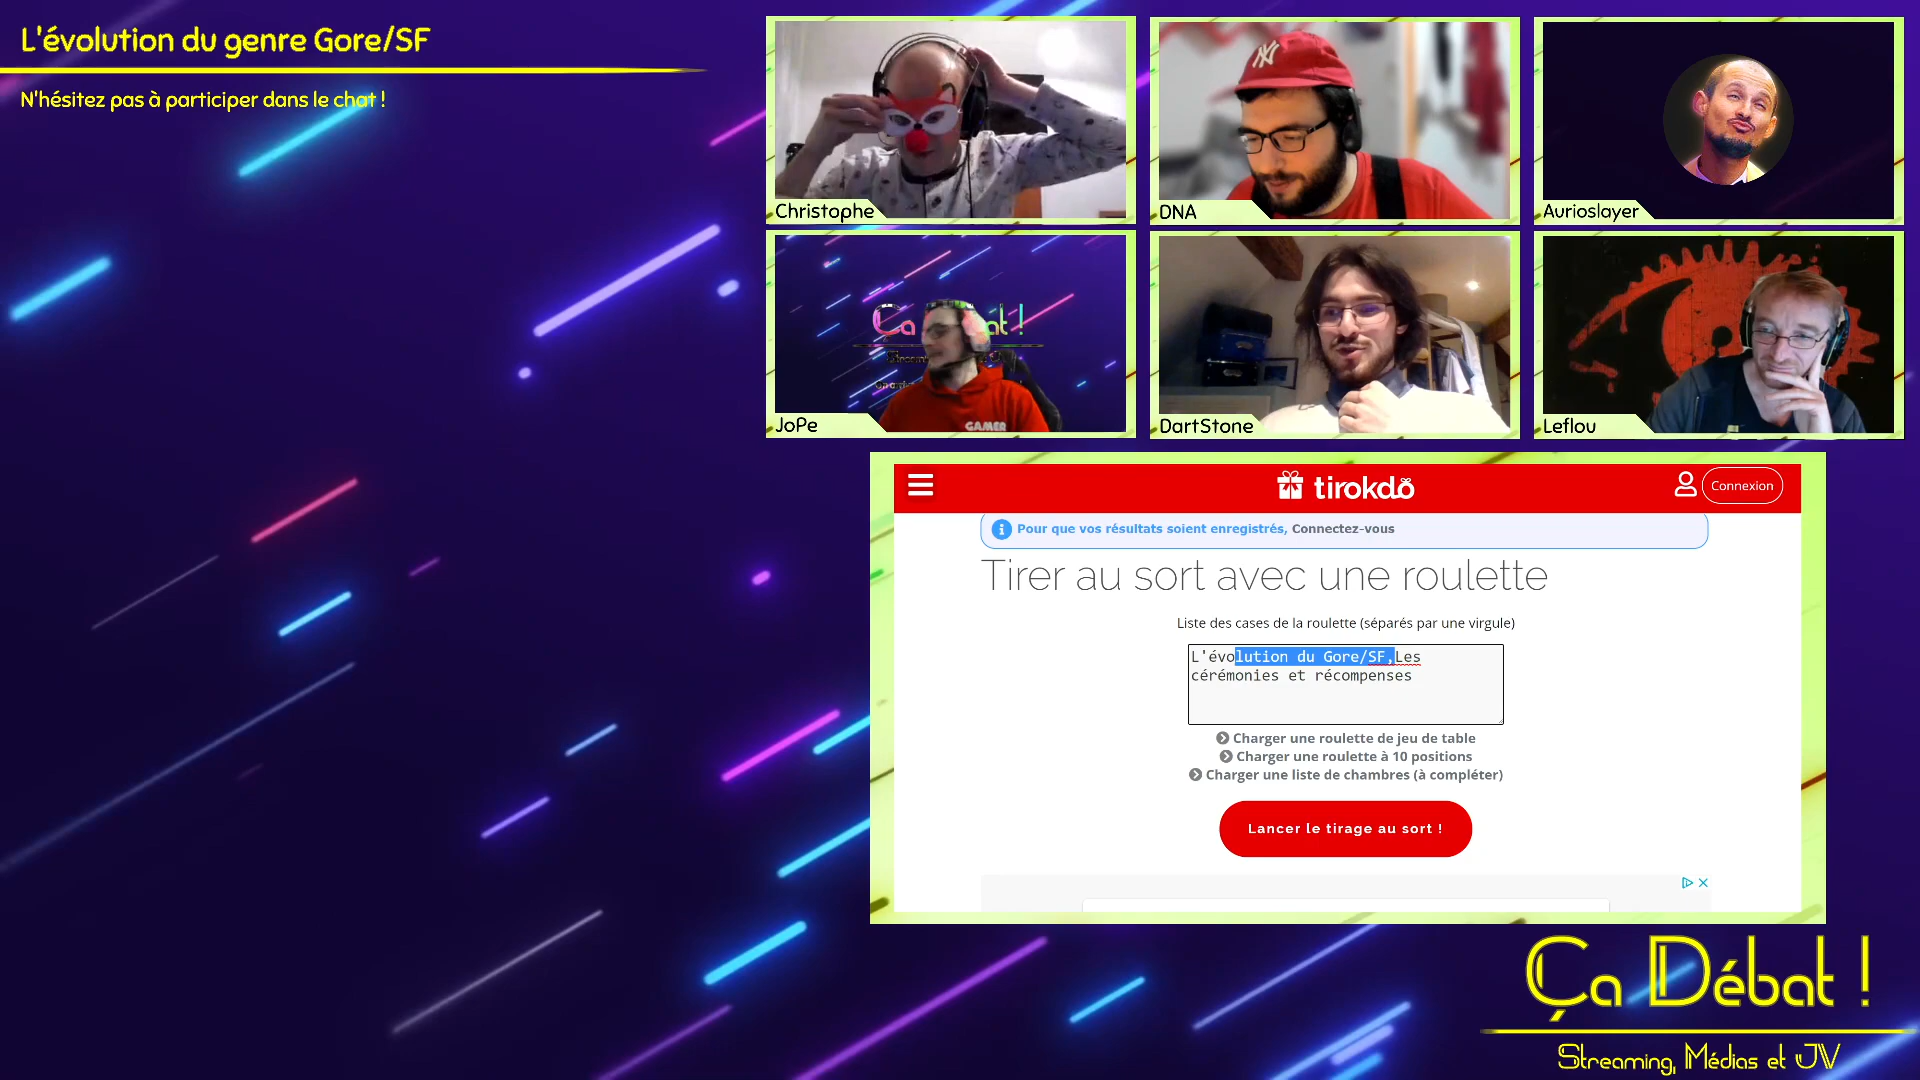 L'évolution du genre Gore/SF
N'hésitez pas à participer dans le chat !
Christophe
DNA
Aurioslayer
JoPe
GAMER
DartStone
Leflou
tirokdo
Connexion
Pour que vos résultats soient enregistrés, Connectez-vous
Tirer au sort avec une roulette
Liste des cases de la roulette (séparés par une virgule)
L'évolution du Gore/SF,Les
cérémonies et récompenses
Charger une roulette de jeu de table
Charger une roulette à 10 positions
Charger une liste de chambres (à compléter)
Lancer le tirage au sort !
Ça Débat !
Streaming, Médias et JV